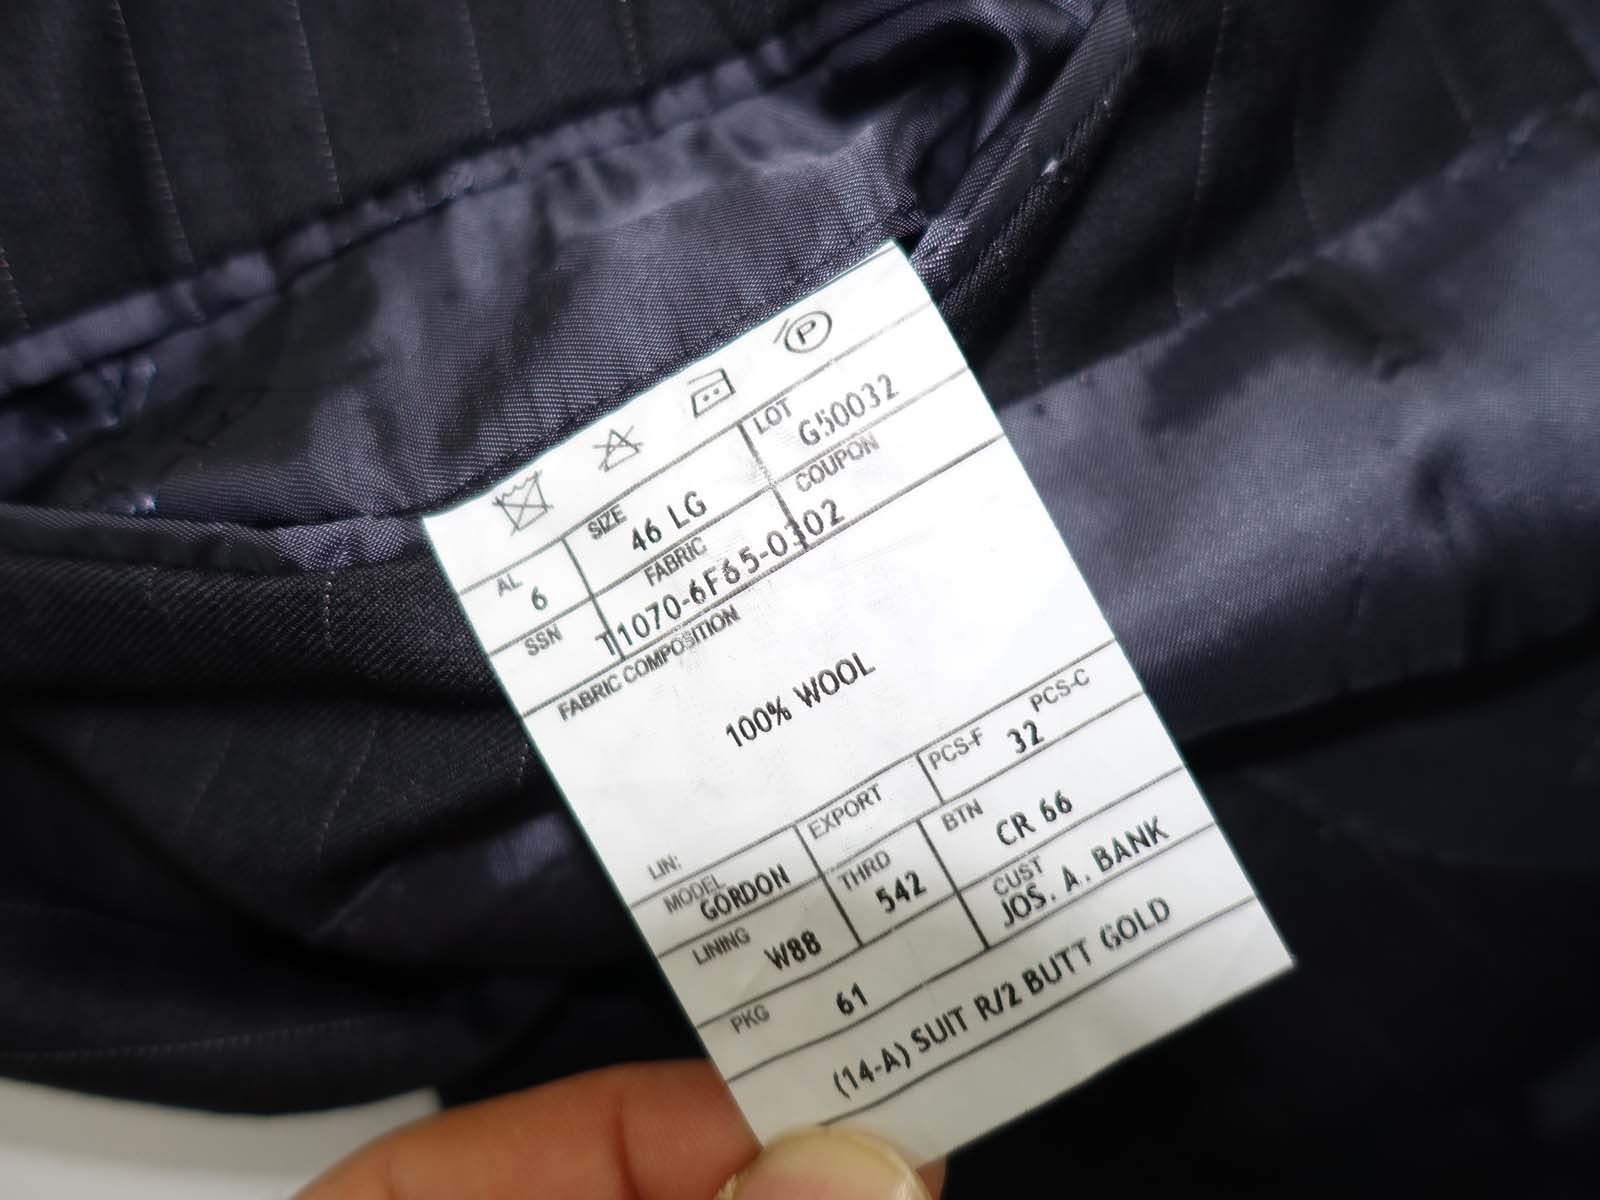 P
AL SIZE LOT
6 46 LG G50032
SSN FABRIC COUPON
T1070-6F65-0302
FABRIC COMPOSITION
100% WOOL
LIN: EXPORT PCS-F PCS-C
32
MODEL THRD BTN
GORDON 542 CR 66
LINING CUST
W88 JOS. A. BANK
PKG 61
(14-A) SUIT R/2 BUTT GOLD